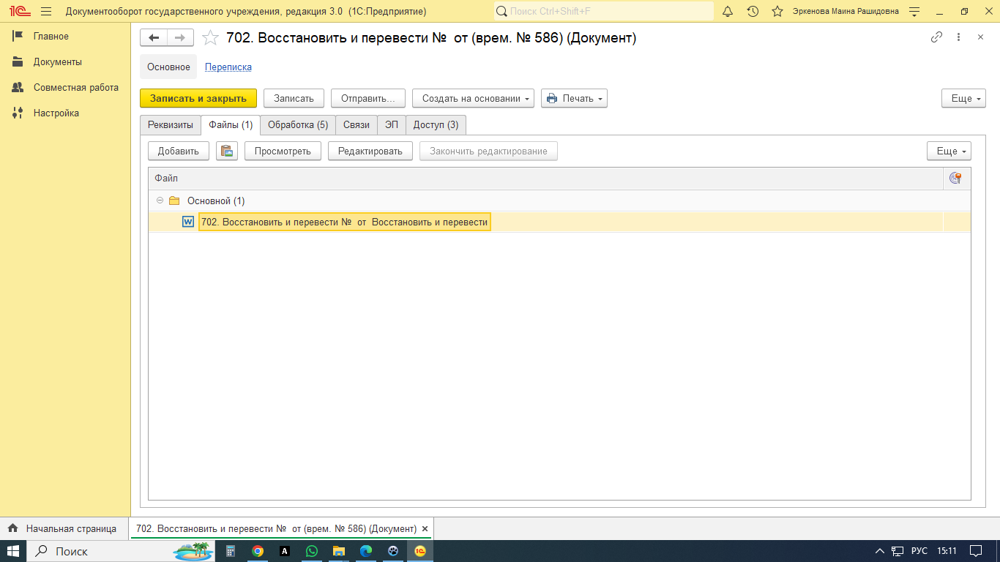 1С Документооборот государственного учреждения, редакция 3.0 (1С:Предприятие) Поиск Ctrl+Shift+F Эркенова Маина Рашидовна
Главное
Документы
Совместная работа
Настройка
702. Восстановить и перевести № от (врем. № 586) (Документ)
Основное Переписка
Записать и закрыть Записать Отправить... Создать на основании Печать Еще
Реквизиты Файлы (1) Обработка (5) Связи ЭП Доступ (3)
Добавить Просмотреть Редактировать Закончить редактирование Еще
Файл
Основной (1)
W 702. Восстановить и перевести № от Восстановить и перевести
Начальная страница 702. Восстановить и перевести № от (врем. № 586) (Документ)
Поиск A 1С РУС 15:11